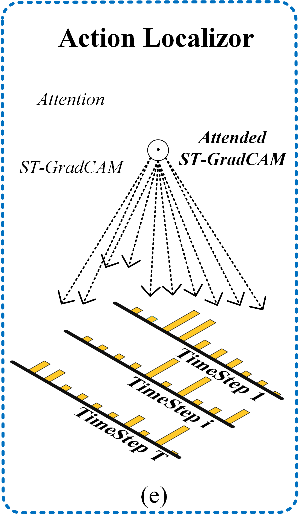 Action Localizor
Attention
Attended
ST-GradCAM
ST-GradCAM
TimeStep 1
TimeStep i
TimeStep T
(e)